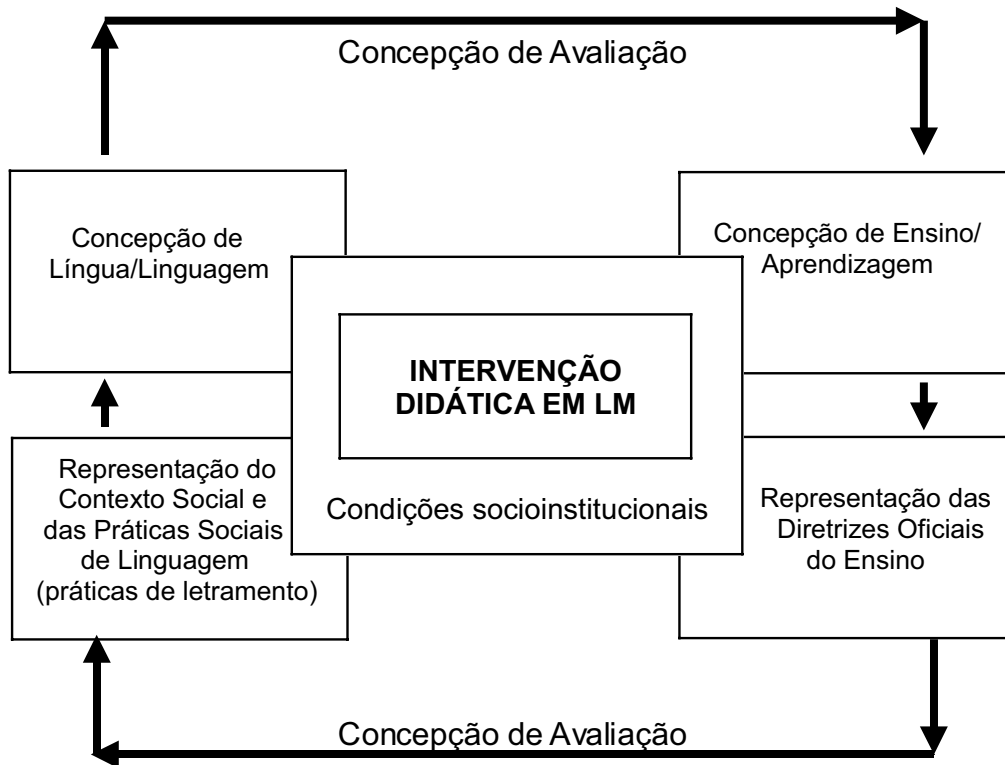 Concepção de Avaliação
Concepção de
Língua/Linguagem
Concepção de Ensino/
Aprendizagem
INTERVENÇÃO
DIDÁTICA EM LM
Condições socioinstitucionais
Representação do
Contexto Social e
das Práticas Sociais
de Linguagem
(práticas de letramento)
Representação das
Diretrizes Oficiais
do Ensino
Concepção de Avaliação